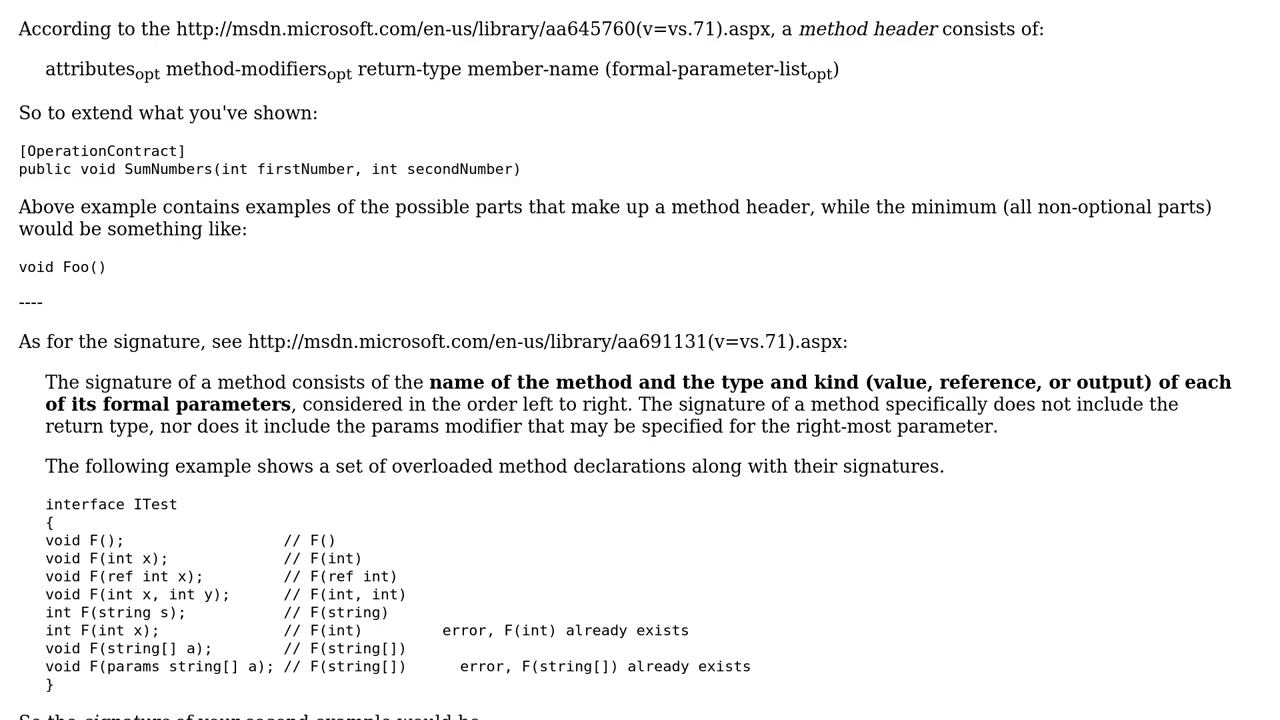 According to the http://msdn.microsoft.com/en-us/library/aa645760(v=vs.71).aspx, a method header consists of:
attributesopt method-modifiersopt return-type member-name (formal-parameter-listopt)
So to extend what you've shown:
[OperationContract]
public void SumNumbers(int firstNumber, int secondNumber)
Above example contains examples of the possible parts that make up a method header, while the minimum (all non-optional parts)
would be something like:
void Foo()
----
As for the signature, see http://msdn.microsoft.com/en-us/library/aa691131(v=vs.71).aspx:
The signature of a method consists of the name of the method and the type and kind (value, reference, or output) of each
of its formal parameters, considered in the order left to right. The signature of a method specifically does not include the
return type, nor does it include the params modifier that may be specified for the right-most parameter.
The following example shows a set of overloaded method declarations along with their signatures.
interface ITest
{
void F();                  // F()
void F(int x);             // F(int)
void F(ref int x);         // F(ref int)
void F(int x, int y);      // F(int, int)
int F(string s);           // F(string)
int F(int x);              // F(int)         error, F(int) already exists
void F(string[] a);        // F(string[])
void F(params string[] a); // F(string[])      error, F(string[]) already exists
}
So the signature of your second example would be